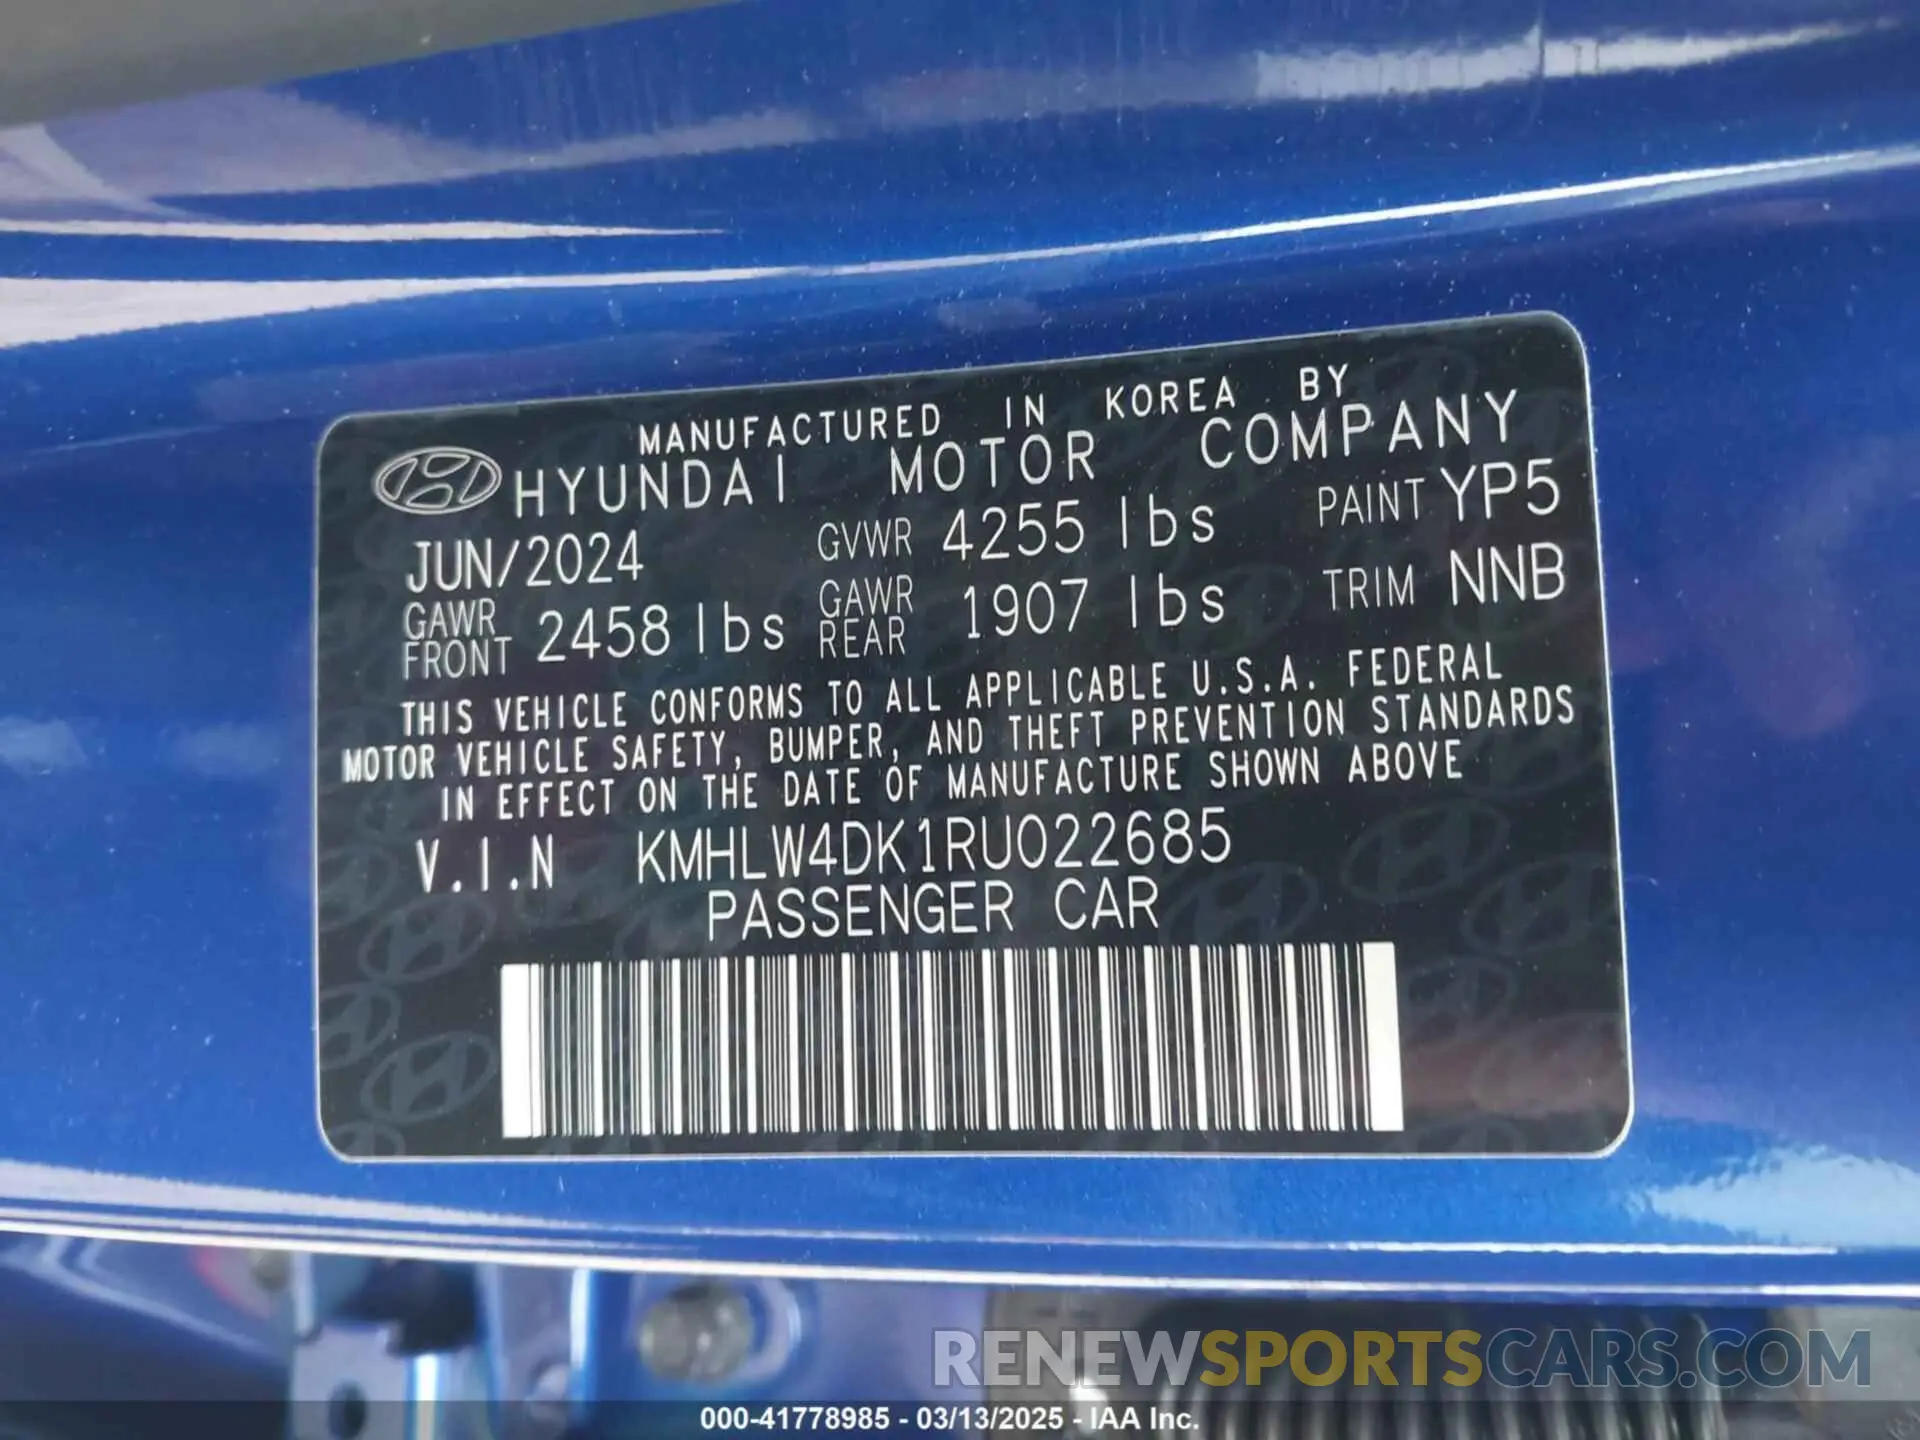 MANUFACTURED IN KOREA BY
HYUNDAI MOTOR COMPANY
JUN/2024 GVWR 4255 lbs PAINT YP5
GAWR FRONT 2458 lbs GAWR REAR 1907 lbs TRIM NNB
THIS VEHICLE CONFORMS TO ALL APPLICABLE U.S.A. FEDERAL
MOTOR VEHICLE SAFETY, BUMPER, AND THEFT PREVENTION STANDARDS
IN EFFECT ON THE DATE OF MANUFACTURE SHOWN ABOVE
V.I.N KMHLW4DK1RU022685
PASSENGER CAR
RENEWSPORTSCARS.COM
000-41778985 - 03/13/2025 - IAA Inc.